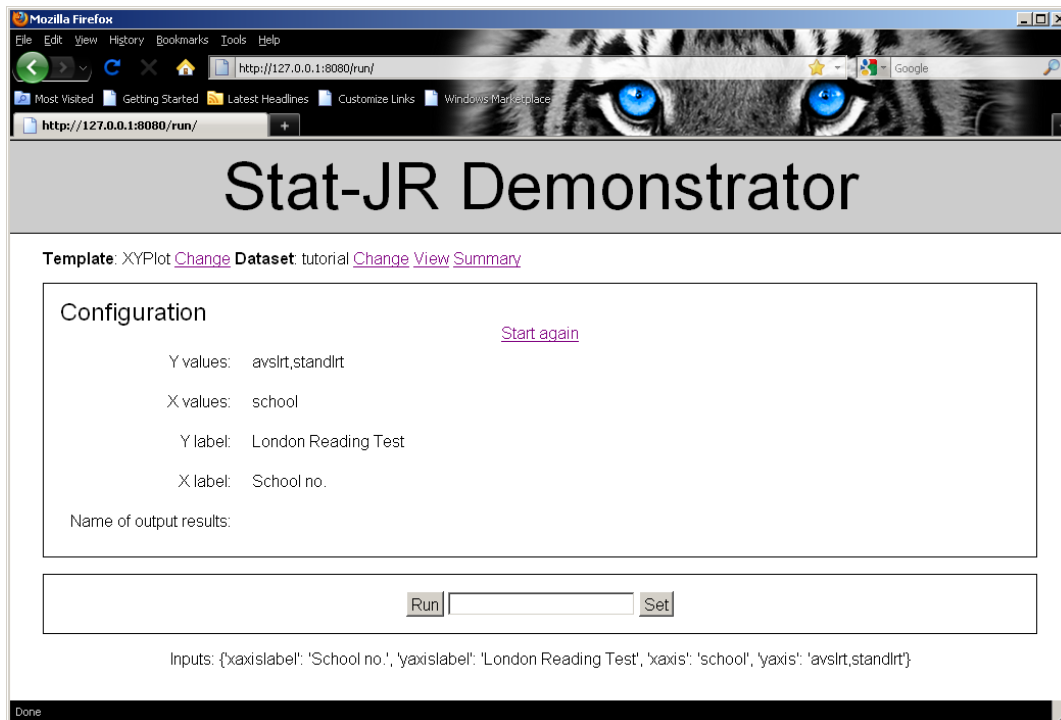 Mozilla Firefox
File Edit View History Bookmarks Tools Help
http://127.0.0.1:8080/run/
Google
Most Visited Getting Started Latest Headlines Customize Links Windows Marketplace
http://127.0.0.1:8080/run/
Stat-JR Demonstrator
Template: XYPlot Change Dataset: tutorial Change View Summary
Configuration
Start again
Y values: avslrt,standlrt
X values: school
Y label: London Reading Test
X label: School no.
Name of output results:
Run Set
Inputs: {'xaxislabel': 'School no.', 'yaxislabel': 'London Reading Test', 'xaxis': 'school', 'yaxis': 'avslrt,standlrt'}
Done